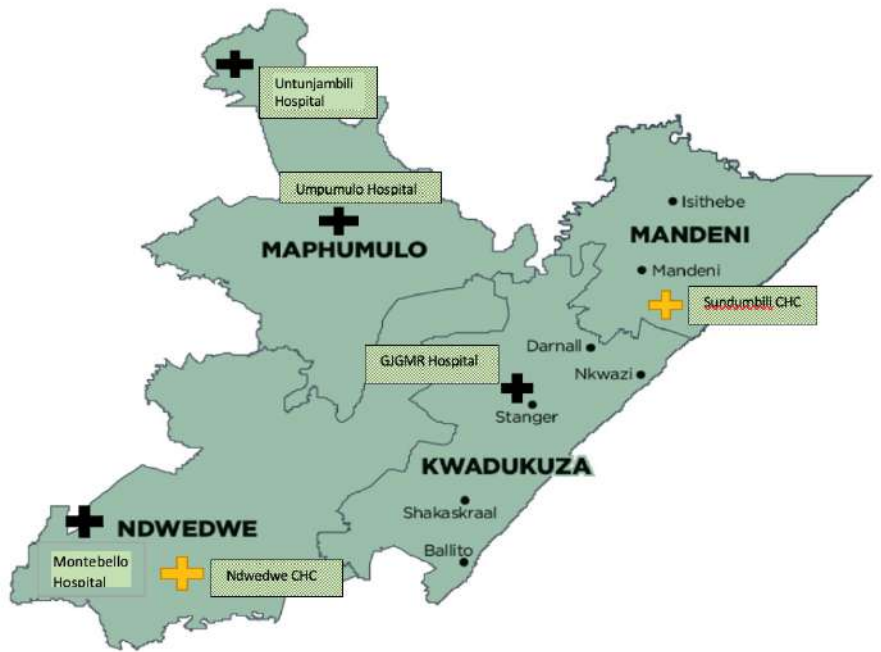 Untunjambili
Hospital
Umpumulo Hospital
MAPHUMULO
Isithebe
MANDENI
Mandeni
Sundumbili CHC
GJGMR Hospital
Darnall
Nkwazi
Stanger
KWADUKUZA
Shakaskraal
Ballito
NDWEDWE
Montebello
Hospital
Ndwedwe CHC